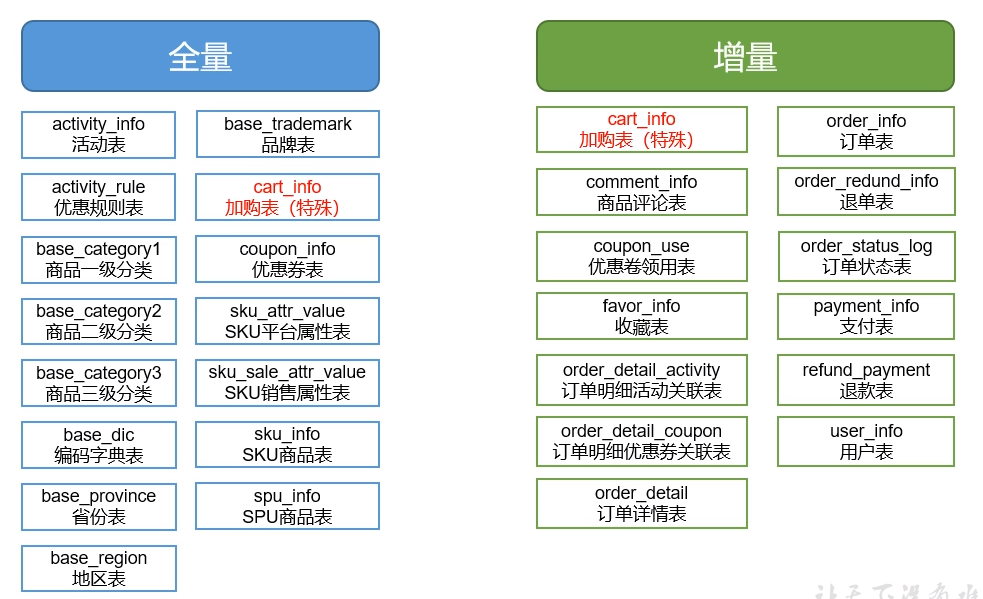 全量
activity_info
活动表
activity_rule
优惠规则表
base_category1
商品一级分类
base_category2
商品二级分类
base_category3
商品三级分类
base_dic
编码字典表
base_province
省份表
base_region
地区表
base_trademark
品牌表
cart_info
加购表（特殊）
coupon_info
优惠券表
sku_attr_value
SKU平台属性表
sku_sale_attr_value
SKU销售属性表
sku_info
SKU商品表
spu_info
SPU商品表
增量
cart_info
加购表（特殊）
comment_info
商品评论表
coupon_use
优惠卷领用表
favor_info
收藏表
order_detail_activity
订单明细活动关联表
order_detail_coupon
订单明细优惠券关联表
order_detail
订单详情表
order_info
订单表
order_redund_info
退单表
order_status_log
订单状态表
payment_info
支付表
refund_payment
退款表
user_info
用户表